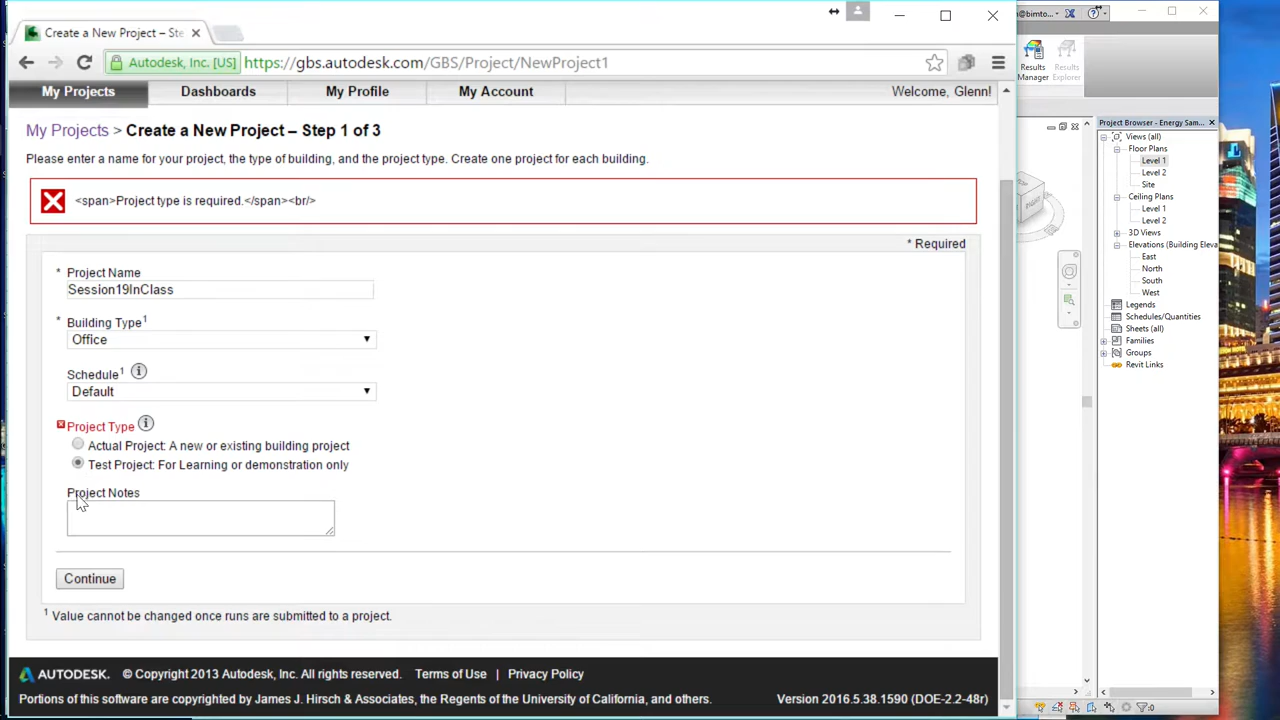 Create a New Project – Ste
@bimto...
Autodesk, Inc. [US]
https://gbs.autodesk.com/GBS/Project/NewProject1
Results Manager
Results Explorer
My Projects
Dashboards
My Profile
My Account
Welcome, Glenn!
My Projects > Create a New Project – Step 1 of 3
Please enter a name for your project, the type of building, and the project type. Create one project for each building.
<span>Project type is required.</span><br/>
* Required
* Project Name
Session19InClass
* Building Type1
Office
Schedule1
Default
Project Type
Actual Project: A new or existing building project
Test Project: For Learning or demonstration only
Project Notes
Continue
1 Value cannot be changed once runs are submitted to a project.
AUTODESK. © Copyright 2013 Autodesk, Inc. All rights reserved. Terms of Use | Privacy Policy
Portions of this software are copyrighted by James J. Hirsch & Associates, the Regents of the University of California, and others.
Version 2016.5.38.1590 (DOE-2.2-48r)
Project Browser - Energy Sam...
Views (all)
Floor Plans
Level 1
Level 2
Site
Ceiling Plans
Level 1
Level 2
3D Views
Elevations (Building Eleva
East
North
South
West
Legends
Schedules/Quantities
Sheets (all)
Families
Groups
Revit Links
RIGHT
:0